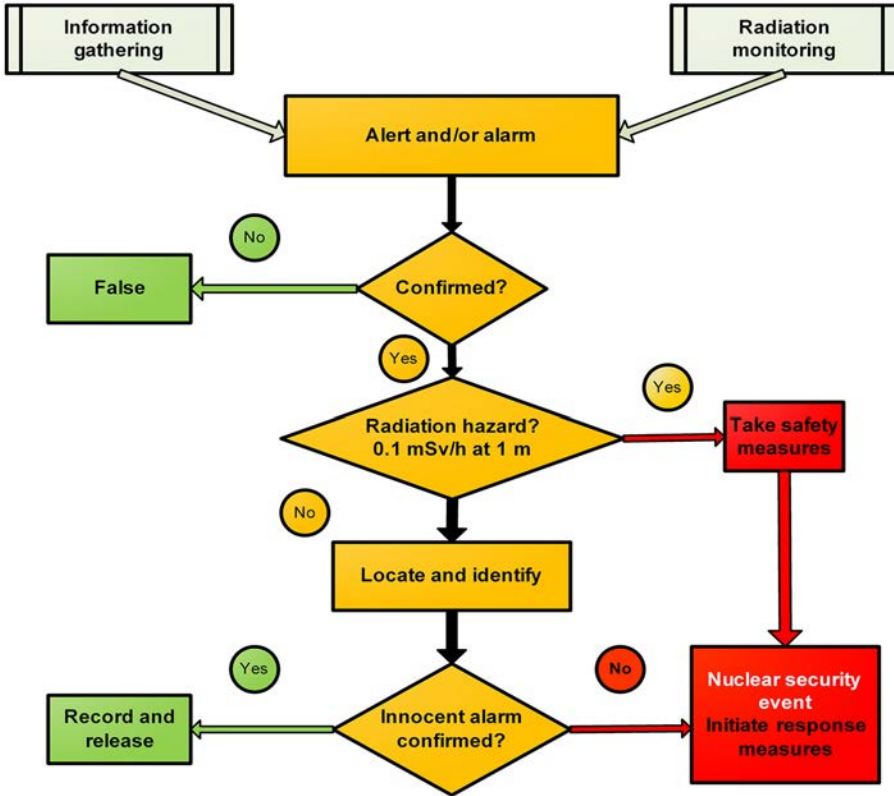 Information
gathering
Radiation
monitoring
Alert and/or alarm
No
False
Confirmed?
Yes
Yes
Radiation hazard?
0.1 mSv/h at 1 m
Take safety
measures
No
Locate and identify
Yes
No
Record and
release
Innocent alarm
confirmed?
Nuclear security
event
Initiate response
measures